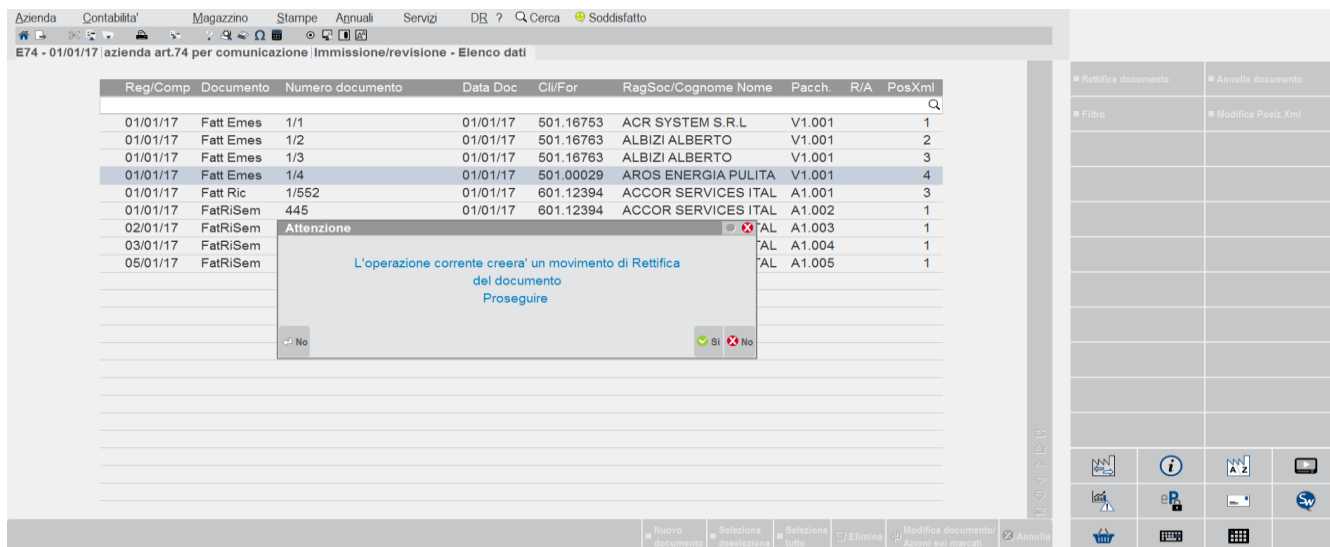 Azienda Contabilita' Magazzino Stampe Annuali Servizi DR ? Cerca Soddisfatto
E74 - 01/01/17 azienda art.74 per comunicazione Immissione/revisione - Elenco dati
Rettifica documento Annulla documento
Filtro Modifica Posiz.Xml
Reg/Comp Documento Numero documento Data Doc Cli/For RagSoc/Cognome Nome Pacch. R/A PosXml
01/01/17 Fatt Emes 1/1 01/01/17 501.16753 ACR SYSTEM S.R.L V1.001 1
01/01/17 Fatt Emes 1/2 01/01/17 501.16763 ALBIZI ALBERTO V1.001 2
01/01/17 Fatt Emes 1/3 01/01/17 501.16763 ALBIZI ALBERTO V1.001 3
01/01/17 Fatt Emes 1/4 01/01/17 501.00029 AROS ENERGIA PULITA V1.001 4
01/01/17 Fatt Ric 1/552 01/01/17 601.12394 ACCOR SERVICES ITAL A1.001 3
01/01/17 FatRiSem 445 01/01/17 601.12394 ACCOR SERVICES ITAL A1.002 1
02/01/17 FatRiSem TAL A1.003 1
03/01/17 FatRiSem TAL A1.004 1
05/01/17 FatRiSem TAL A1.005 1
Attenzione
L'operazione corrente creera' un movimento di Rettifica
del documento
Proseguire
No Si No
Nuovo documento Seleziona deseleziona Seleziona tutto Elimina Modifica documento/ Azioni sui mercati Annulla
A Z
eP
Sw